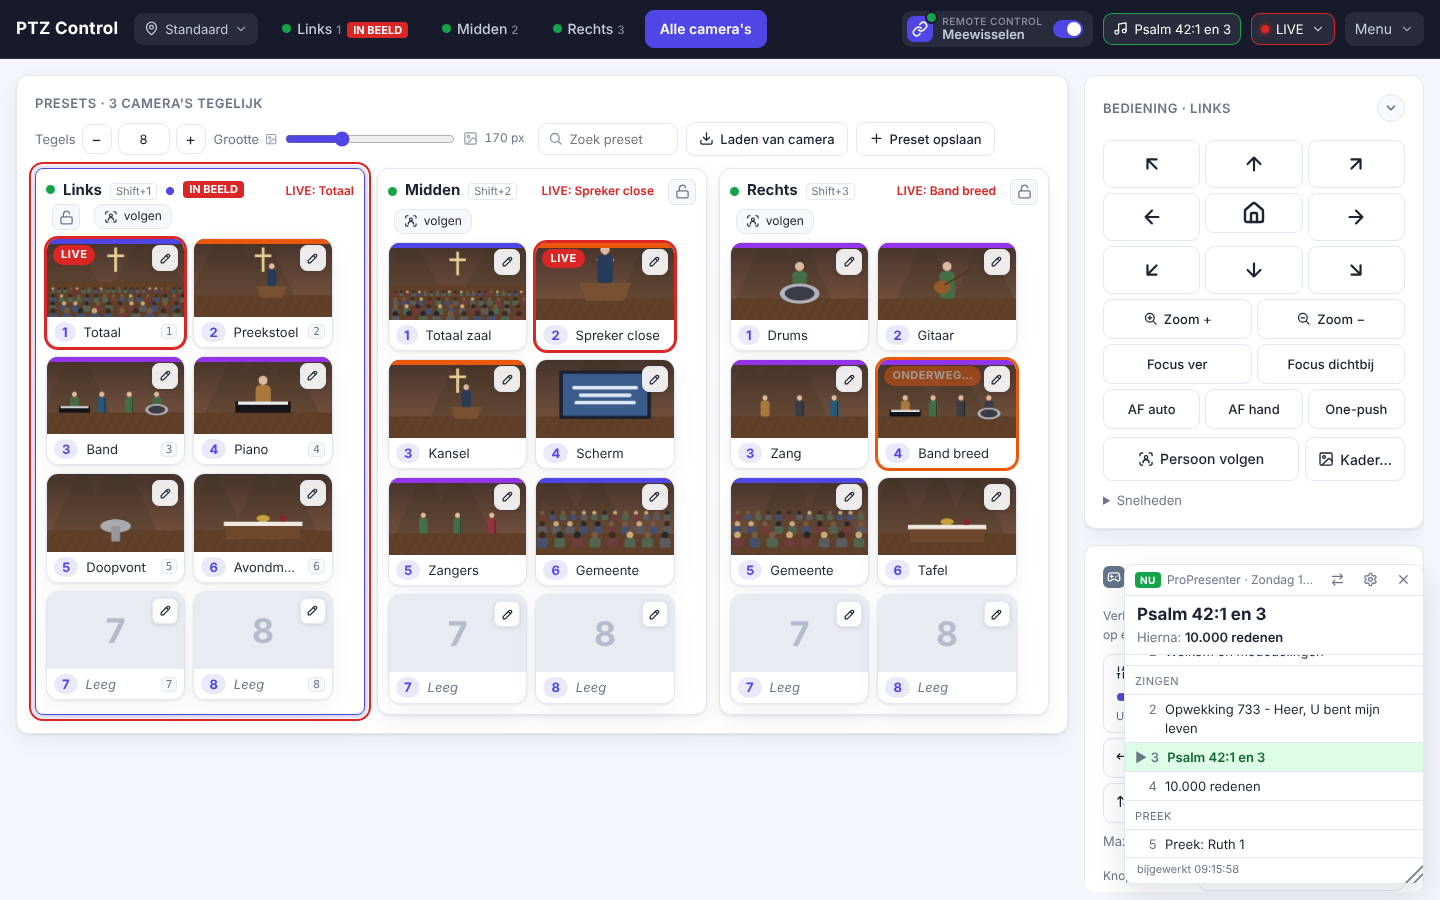 PTZ Control
Standaard
Links 1 IN BEELD
Midden 2
Rechts 3
Alle camera's
REMOTE CONTROL
Meewisselen
Psalm 42:1 en 3
LIVE
Menu
PRESETS · 3 CAMERA'S TEGELIJK
Tegels − 8 + Grootte 170 px Zoek preset Laden van camera + Preset opslaan
Links Shift+1 IN BEELD LIVE: Totaal
volgen
LIVE
1 Totaal 1
2 Preekstoel 2
3 Band 3
4 Piano 4
5 Doopvont 5
6 Avondm... 6
7
8
7 Leeg 7
8 Leeg 8
Midden Shift+2 LIVE: Spreker close
volgen
LIVE
1 Totaal zaal
2 Spreker close
3 Kansel
4 Scherm
5 Zangers
6 Gemeente
7
8
7 Leeg
8 Leeg
Rechts Shift+3 LIVE: Band breed
volgen
1 Drums
2 Gitaar
ONDERWEG...
3 Zang
4 Band breed
5 Gemeente
6 Tafel
7
8
7 Leeg
8 Leeg
BEDIENING · LINKS
Zoom +
Zoom −
Focus ver
Focus dichtbij
AF auto
AF hand
One-push
Persoon volgen
Kader...
Snelheden
NU ProPresenter · Zondag 1...
Psalm 42:1 en 3
Hierna: 10.000 redenen
ZINGEN
2 Opwekking 733 - Heer, U bent mijn
leven
3 Psalm 42:1 en 3
4 10.000 redenen
PREEK
5 Preek: Ruth 1
bijgewerkt 09:15:58